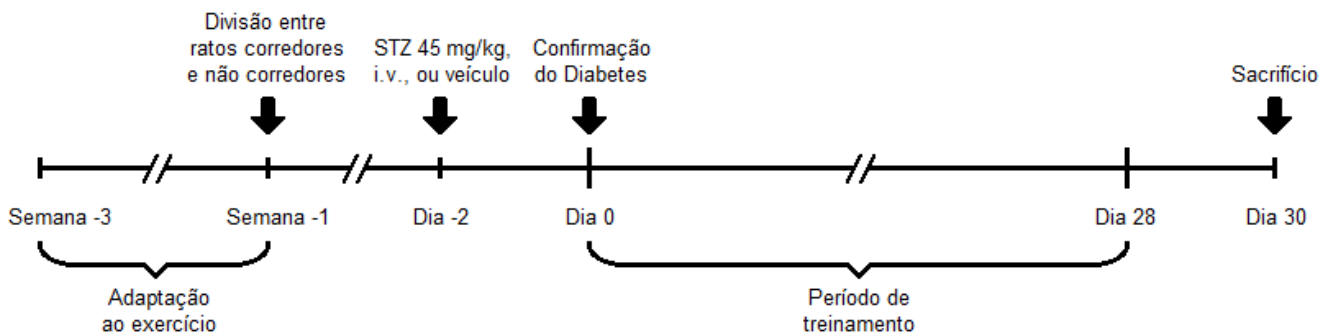 Divisão entre
ratos corredores
e não corredores
STZ 45 mg/kg,
i.v., ou veículo
Confirmação
do Diabetes
Sacrifício
Semana -3
Semana -1
Dia -2
Dia 0
Dia 28
Dia 30
Adaptação
ao exercício
Período de
treinamento